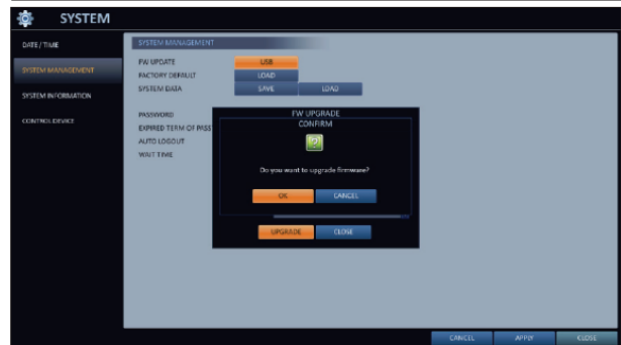 SYSTEM
DATE / TIME
SYSTEM MANAGEMENT
SYSTEM INFORMATION
CONTROL DEVICE
SYSTEM MANAGEMENT
FW UPDATE USB
FACTORY DEFAULT LOAD
SYSTEM DATA SAVE LOAD
PASSWORD
EXPIRED TERM OF PASS
AUTO LOGOUT
WAIT TIME
FW UPGRADE
CONFIRM
Do you want to upgrade firmware?
OK CANCEL
UPGRADE CLOSE
CANCEL APPLY CLOSE